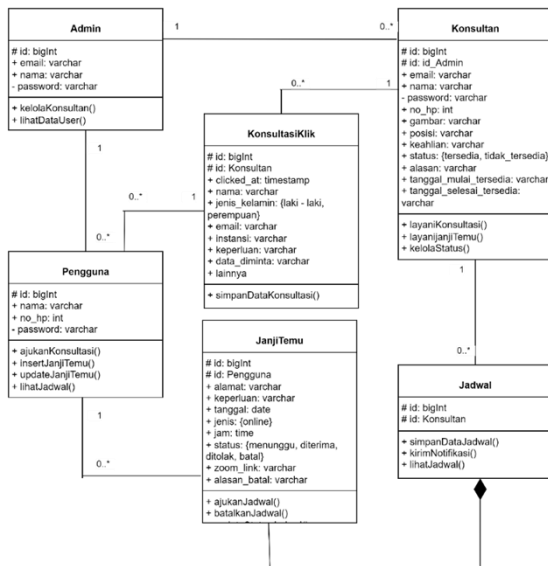 Admin
# id: bigInt
+ email: varchar
+ nama: varchar
- password: varchar
+ kelolaKonsultan()
+ lihatDataUser()
1
0..*
Konsultan
# id: bigInt
# id: id_Admin
+ email: varchar
+ nama: varchar
- password: varchar
+ no_hp: int
+ gambar: varchar
+ posisi: varchar
+ keahlian: varchar
+ status: {tersedia, tidak_tersedia}
+ alasan: varchar
+ tanggal_mulai_tersedia: varchar
+ tanggal_selesai_tersedia:
varchar
+ layaniKonsultasi()
+ layanijanjiTemu()
+ kelolaStatus()
0..*
1
KonsultasiKlik
# id: bigInt
# id: Konsultan
+ clicked_at: timestamp
+ nama: varchar
+ jenis_kelamin: {laki - laki,
perempuan}
+ email: varchar
+ instansi: varchar
+ keperluan: varchar
+ data_diminta: varchar
+ lainnya
+ simpanDataKonsultasi()
1
0..*
1
0..*
Pengguna
# id: bigInt
+ nama: varchar
+ no_hp: int
- password: varchar
+ ajukanKonsultasi()
+ insertJanjiTemu()
+ updateJanjiTemu()
+ lihatJadwal()
1
0..*
JanjiTemu
# id: bigInt
# id: Pengguna
+ alamat: varchar
+ keperluan: varchar
+ tanggal: date
+ jenis: {online}
+ jam: time
+ status: {menunggu, diterima,
ditolak, batal}
+ zoom_link: varchar
+ alasan_batal: varchar
+ ajukanJadwal()
+ batalkanJadwal()
1
0..*
Jadwal
# id: bigInt
# id: Konsultan
+ simpanDataJadwal()
+ kirimNotifikasi()
+ lihatJadwal()